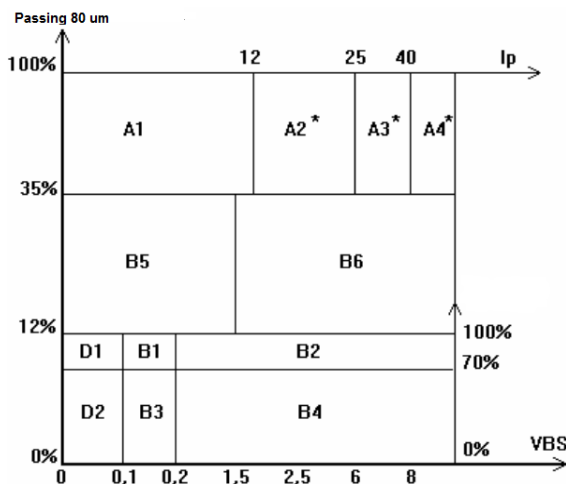 Passing 80 um
100% 12 25 40 Ip
A1 A2* A3* A4*
35%
B5 B6
12% 100%
D1 B1 B2 70%
D2 B3 B4
0% 0% VBS
0 0,1 0,2 1,5 2,5 6 8